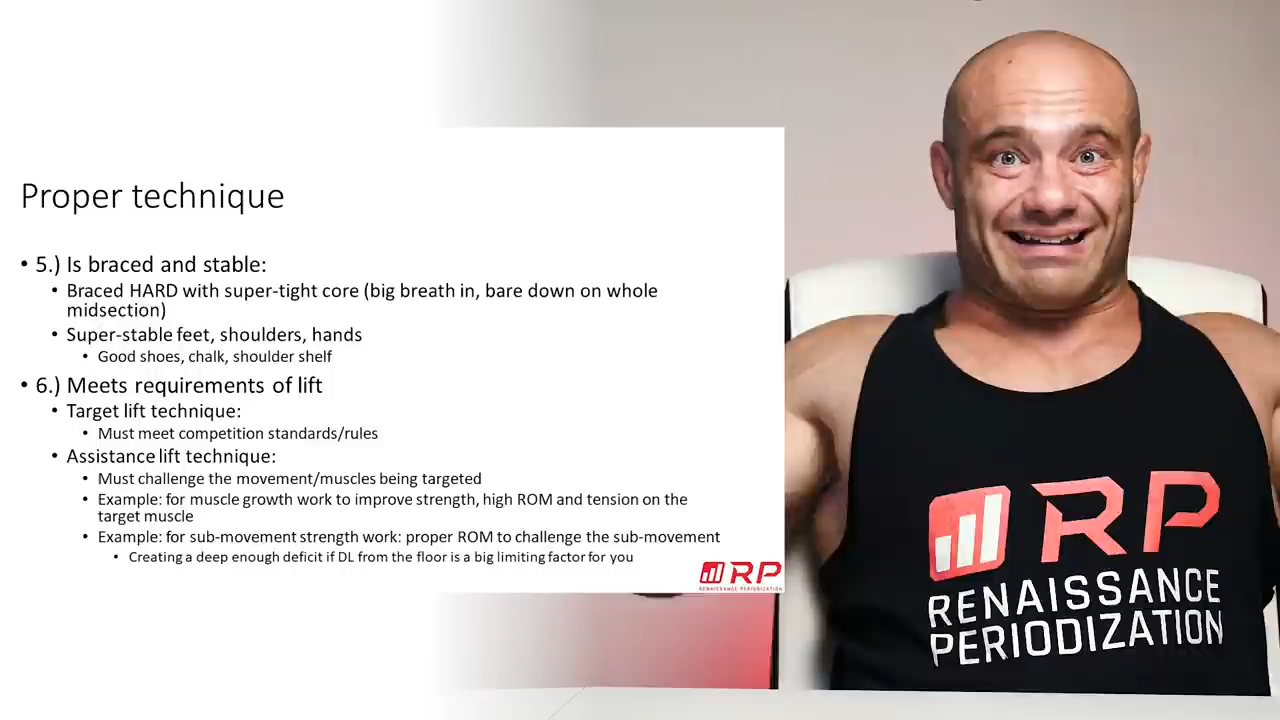 Proper technique
• 5.) Is braced and stable:
• Braced HARD with super-tight core (big breath in, bare down on whole
midsection)
• Super-stable feet, shoulders, hands
• Good shoes, chalk, shoulder shelf
• 6.) Meets requirements of lift
• Target lift technique:
• Must meet competition standards/rules
• Assistance lift technique:
• Must challenge the movement/muscles being targeted
• Example: for muscle growth work to improve strength, high ROM and tension on the
target muscle
• Example: for sub-movement strength work: proper ROM to challenge the sub-movement
• Creating a deep enough deficit if DL from the floor is a big limiting factor for you
RP
RENAISSANCE PERIODIZATION
RP
RENAISSANCE
PERIODIZATION